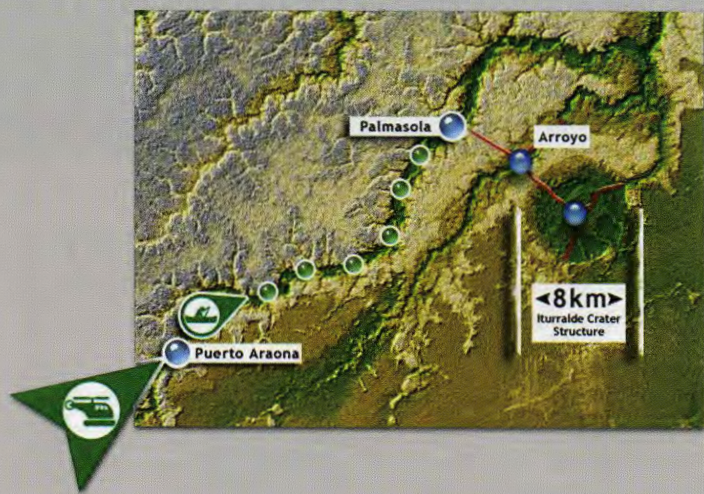 Palmasola
Arroyo
◄8km►
Iturralde Crater
Structure
Puerto Araona